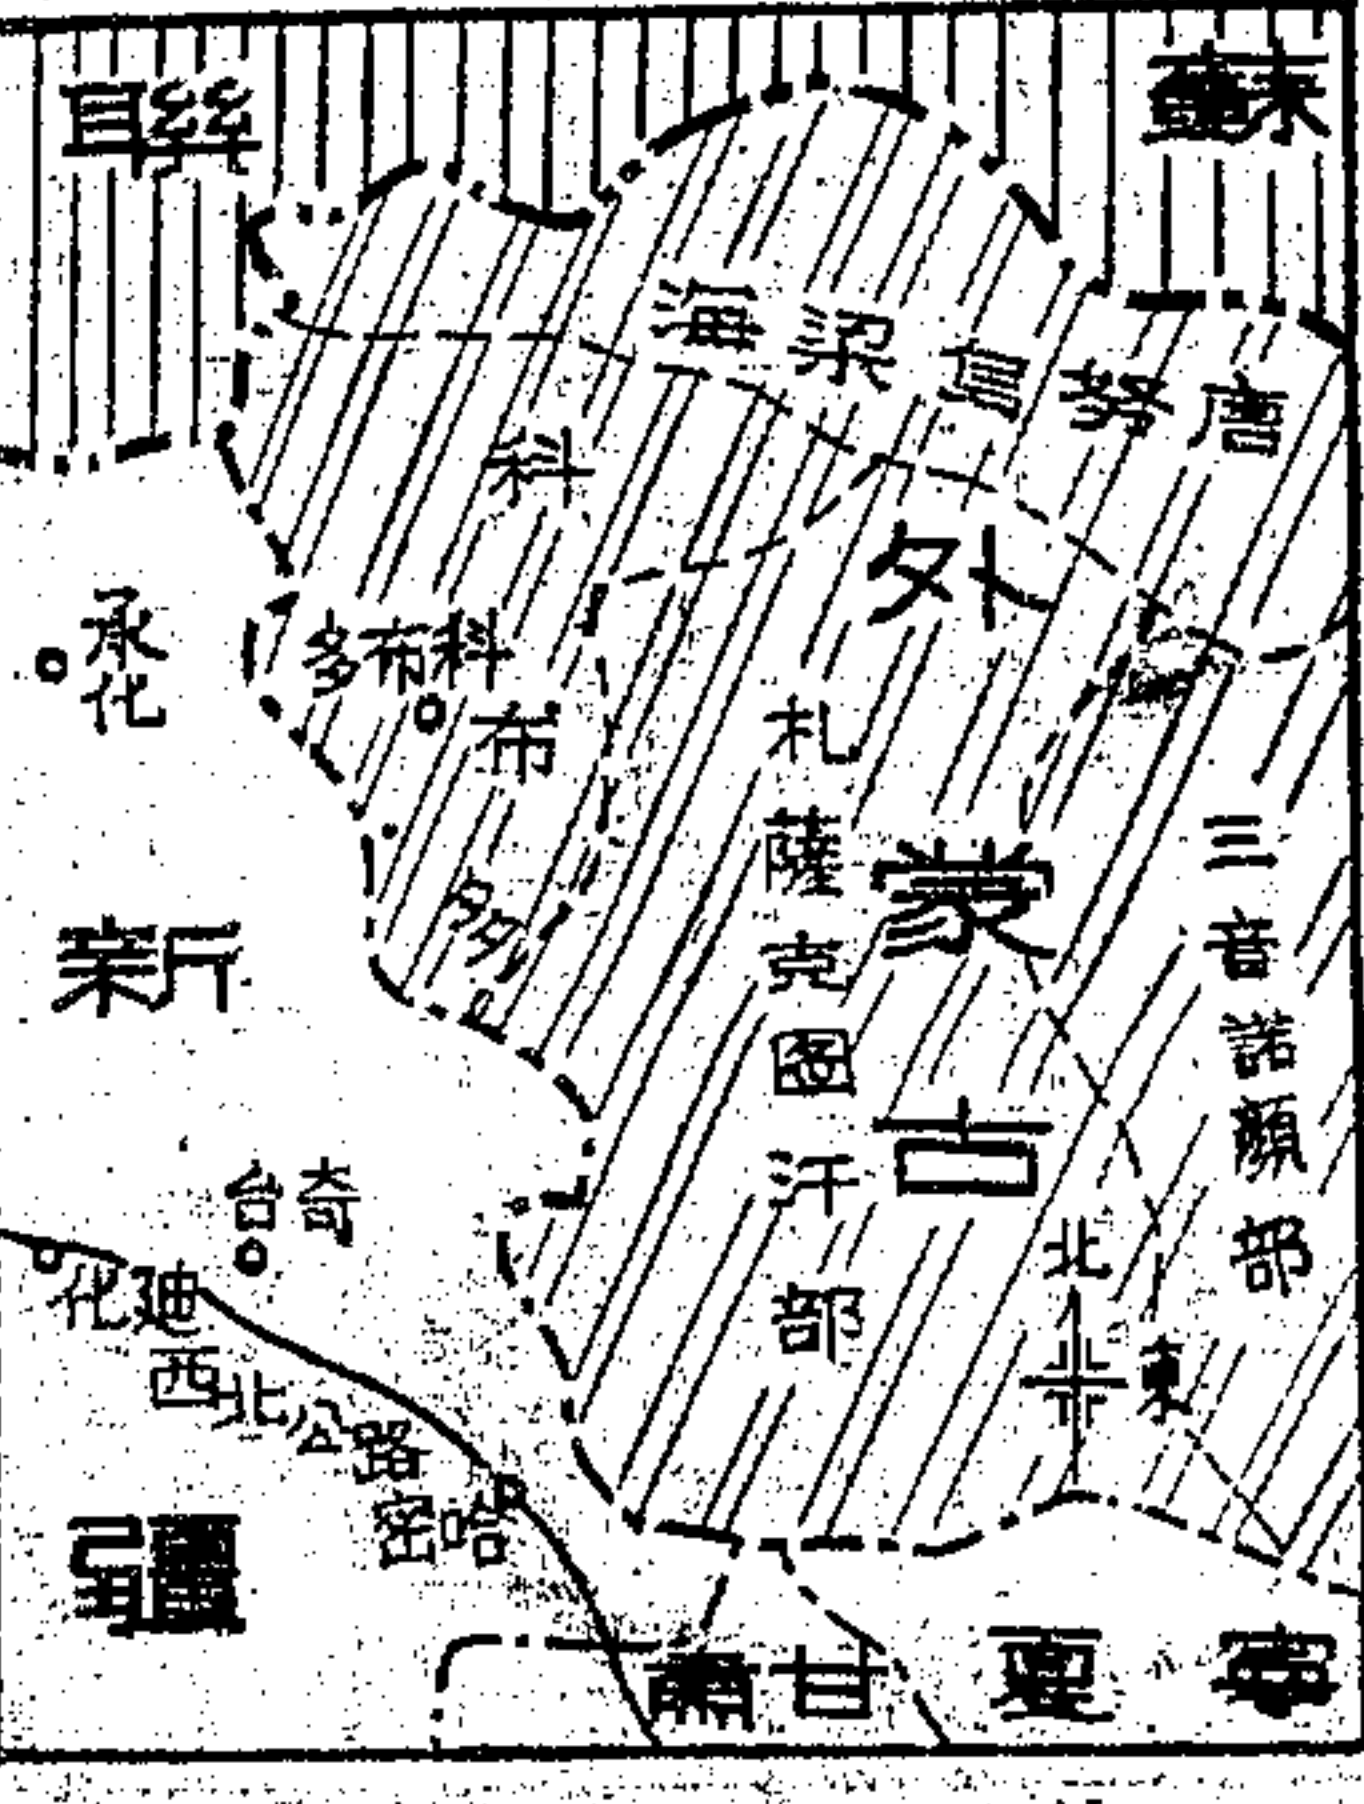 蘇聯
唐努烏梁海
外蒙古
科布多
科布多
札薩克圖汗部
三音諾顏部
承化
新疆
奇台
迪化
西北公路
哈密
北
東
甘肅
寧夏